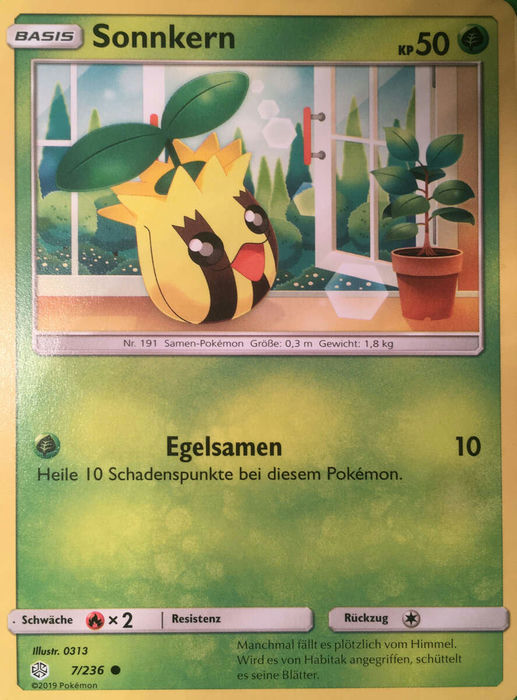 BASIS Sonnkern KP50
Nr. 191 Samen-Pokémon Größe: 0,3 m Gewicht: 1,8 kg
Egelsamen 10
Heile 10 Schadenspunkte bei diesem Pokémon.
Schwäche ×2 Resistenz Rückzug
Illustr. 0313
7/236
©2019 Pokémon
Manchmal fällt es plötzlich vom Himmel.
Wird es von Habitak angegriffen, schüttelt
es seine Blätter.